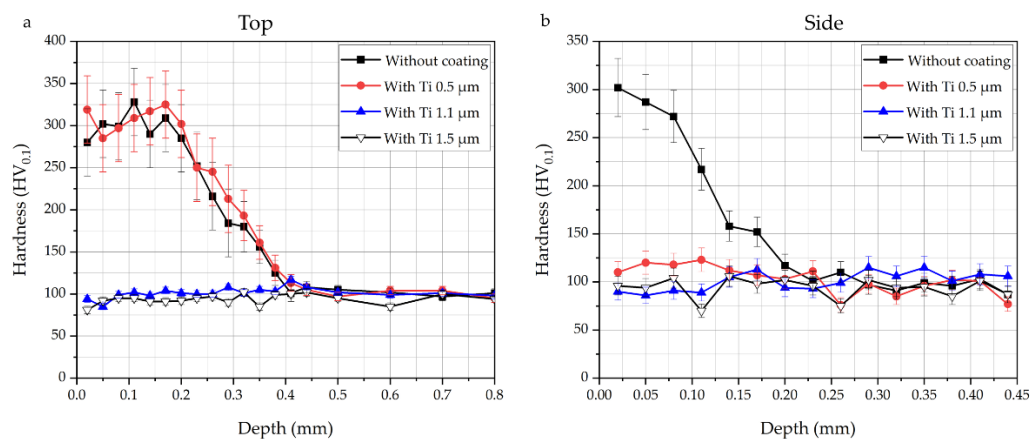 a
Top
400
350
300
250
200
150
100
50
0
Hardness (HV0.1)
Without coating
With Ti 0.5 μm
With Ti 1.1 μm
With Ti 1.5 μm
0.0
0.1
0.2
0.3
0.4
0.5
0.6
0.7
0.8
Depth (mm)
b
Side
350
300
250
200
150
100
50
0
Hardness (HV0.1)
Without coating
With Ti 0.5 μm
With Ti 1.1 μm
With Ti 1.5 μm
0.00
0.05
0.10
0.15
0.20
0.25
0.30
0.35
0.40
0.45
Depth (mm)